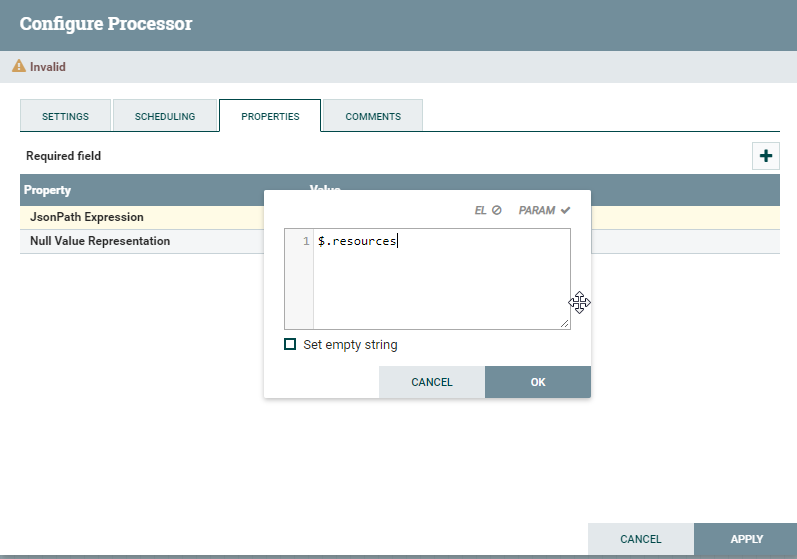 Configure Processor
Invalid
SETTINGS SCHEDULING PROPERTIES COMMENTS
Required field
Property Value
EL PARAM
JsonPath Expression
Null Value Representation
1 $.resources
Set empty string
CANCEL OK
CANCEL APPLY